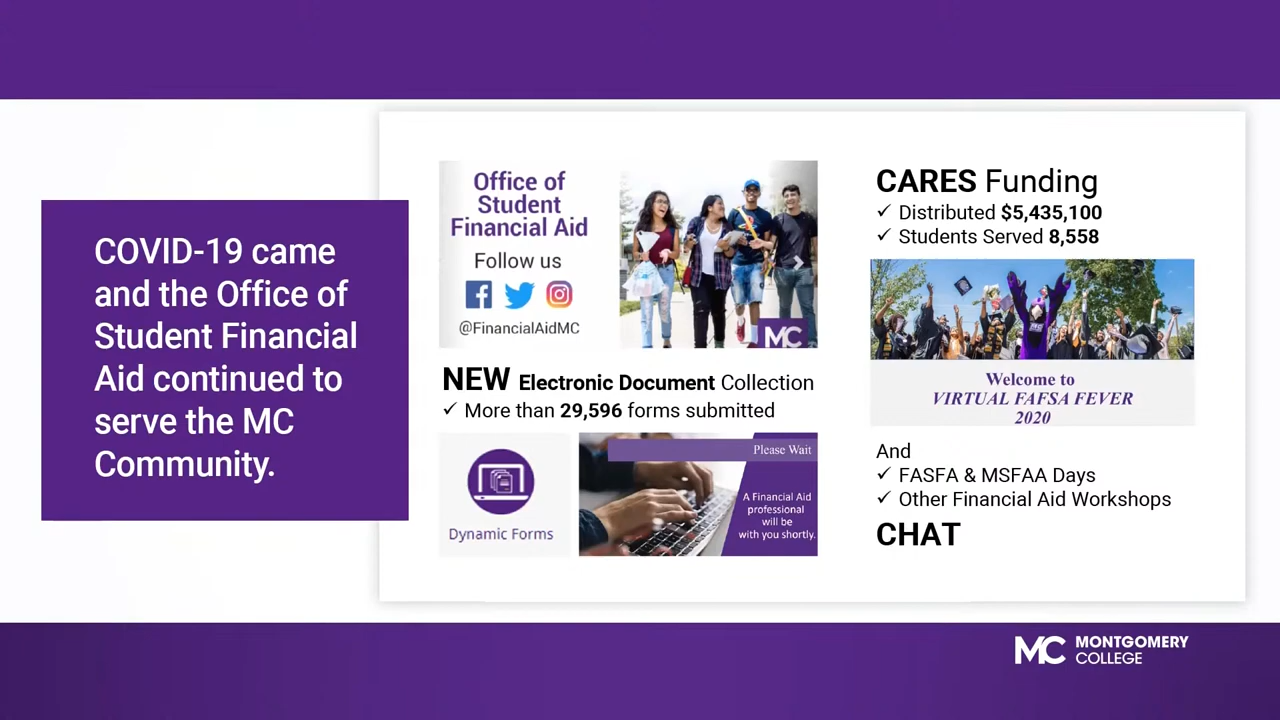 COVID-19 came
and the Office of
Student Financial
Aid continued to
serve the MC
Community.
Office of
Student
Financial Aid
Follow us
@FinancialAidMC
MC
NEW Electronic Document Collection
✓ More than 29,596 forms submitted
Dynamic Forms
Please Wait
A Financial Aid
professional
will be
with you shortly.
CARES Funding
✓ Distributed $5,435,100
✓ Students Served 8,558
Welcome to
VIRTUAL FAFSA FEVER
2020
And
✓ FASFA & MSFAA Days
✓ Other Financial Aid Workshops
CHAT
MC MONTGOMERY
COLLEGE